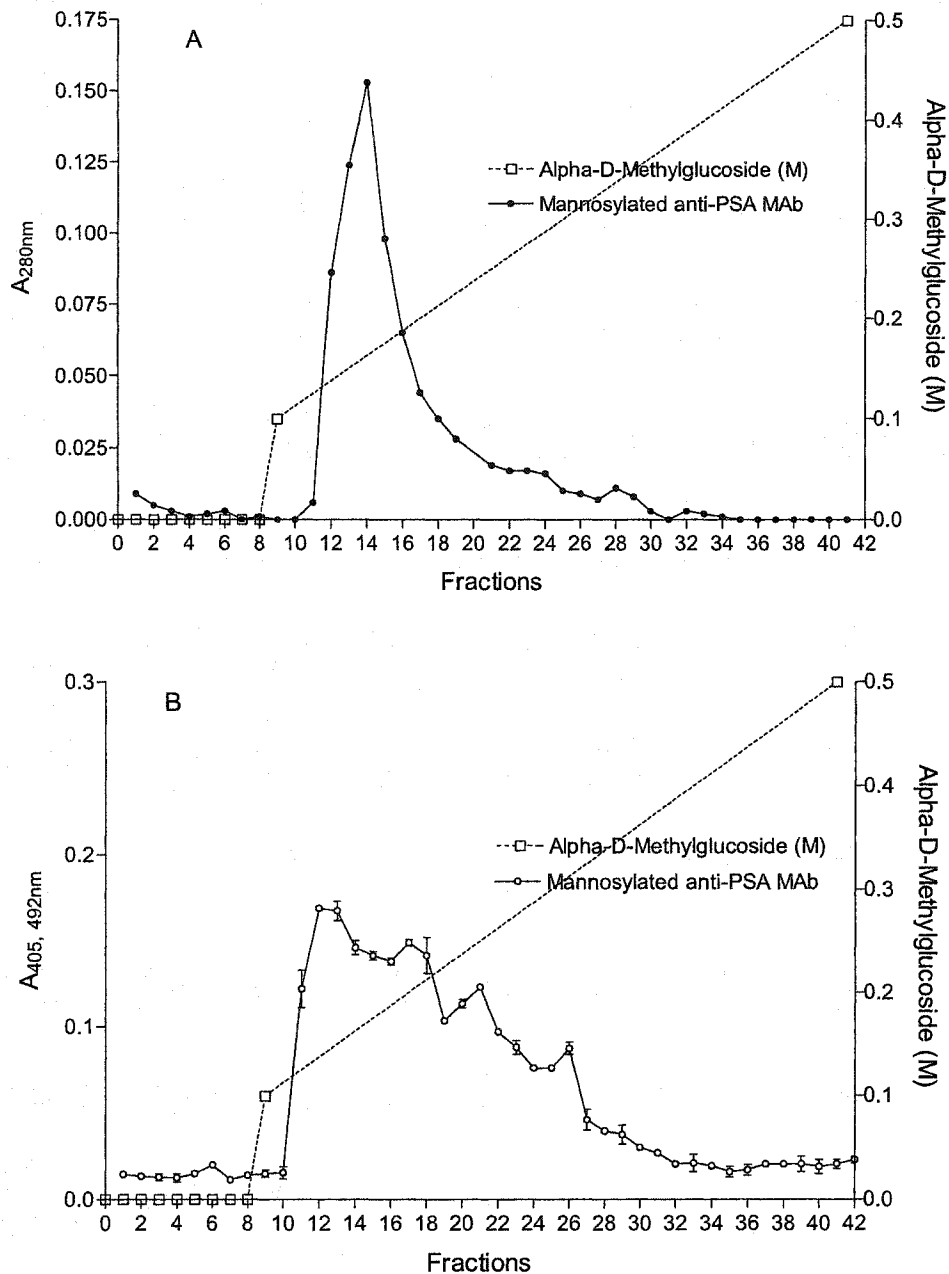 A
0.175
0.150
0.125
0.100
0.075
0.050
0.025
0.000
A280nm
0.5
0.4
0.3
0.2
0.1
0.0
Alpha-D-Methylglucoside (M)
Alpha-D-Methylglucoside (M)
Mannosylated anti-PSA MAb
0 2 4 6 8 10 12 14 16 18 20 22 24 26 28 30 32 34 36 38 40 42
Fractions
B
0.3
0.2
0.1
0.0
A405, 492nm
0.5
0.4
0.3
0.2
0.1
0.0
Alpha-D-Methylglucoside (M)
Alpha-D-Methylglucoside (M)
Mannosylated anti-PSA MAb
0 2 4 6 8 10 12 14 16 18 20 22 24 26 28 30 32 34 36 38 40 42
Fractions